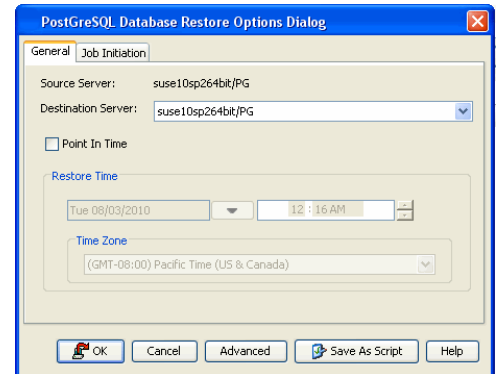 PostGreSQL Database Restore Options Dialog
General Job Initiation
Source Server: suse10sp264bit/PG
Destination Server: suse10sp264bit/PG
Point In Time
Restore Time
Tue 08/03/2010 12 : 16 AM
Time Zone
(GMT-08:00) Pacific Time (US & Canada)
OK Cancel Advanced Save As Script Help